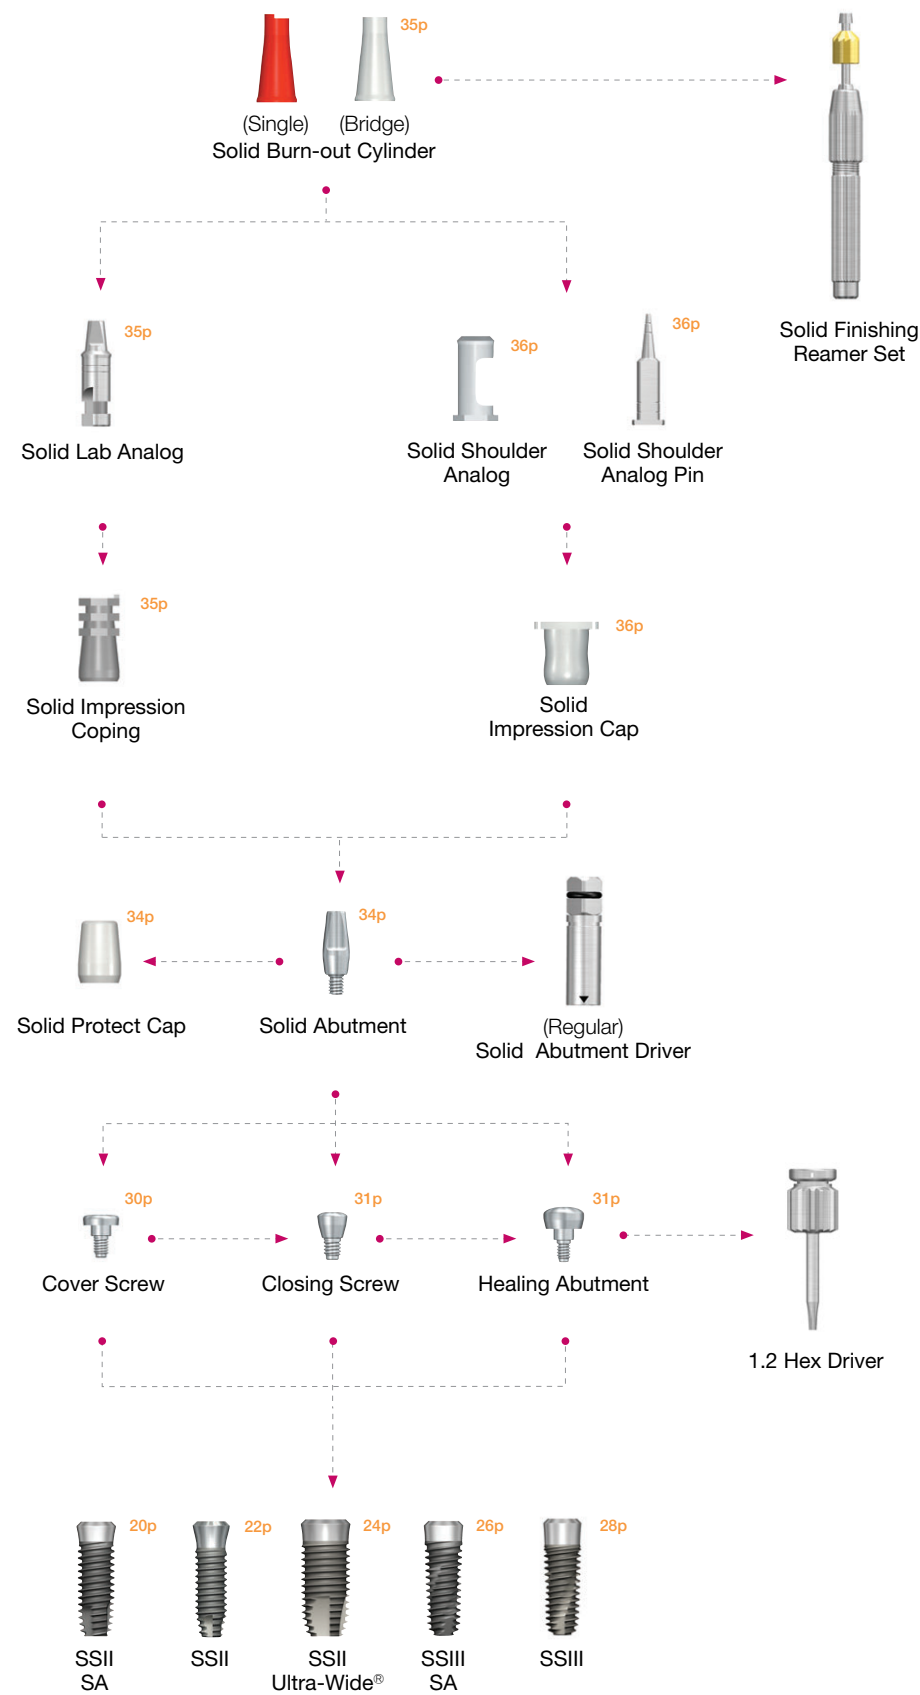 35p
(Single) (Bridge)
Solid Burn-out Cylinder
Solid Finishing
Reamer Set
35p
36p
36p
Solid Lab Analog
Solid Shoulder
Analog
Solid Shoulder
Analog Pin
35p
36p
Solid Impression
Coping
Solid
Impression Cap
34p
34p
Solid Protect Cap
Solid Abutment
(Regular)
Solid Abutment Driver
30p
31p
31p
Cover Screw
Closing Screw
Healing Abutment
1.2 Hex Driver
20p
22p
24p
26p
28p
SSII
SA
SSII
SSII
Ultra-Wide®
SSIII
SA
SSIII